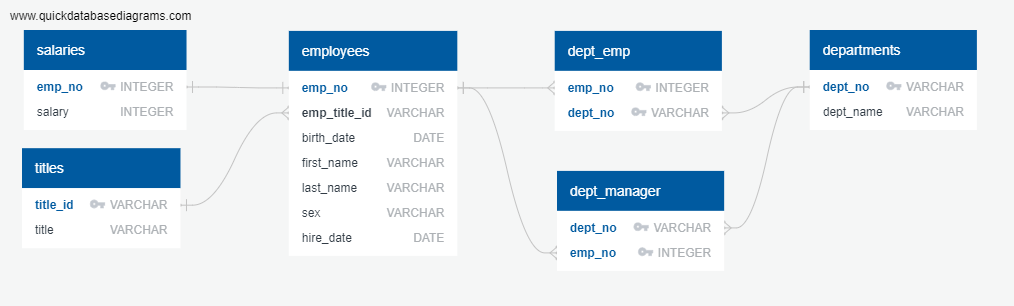 www.quickdatabasediagrams.com
salaries
emp_no INTEGER
salary INTEGER
titles
title_id VARCHAR
title VARCHAR
employees
emp_no INTEGER
emp_title_id VARCHAR
birth_date DATE
first_name VARCHAR
last_name VARCHAR
sex VARCHAR
hire_date DATE
dept_emp
emp_no INTEGER
dept_no VARCHAR
dept_manager
dept_no VARCHAR
emp_no INTEGER
departments
dept_no VARCHAR
dept_name VARCHAR